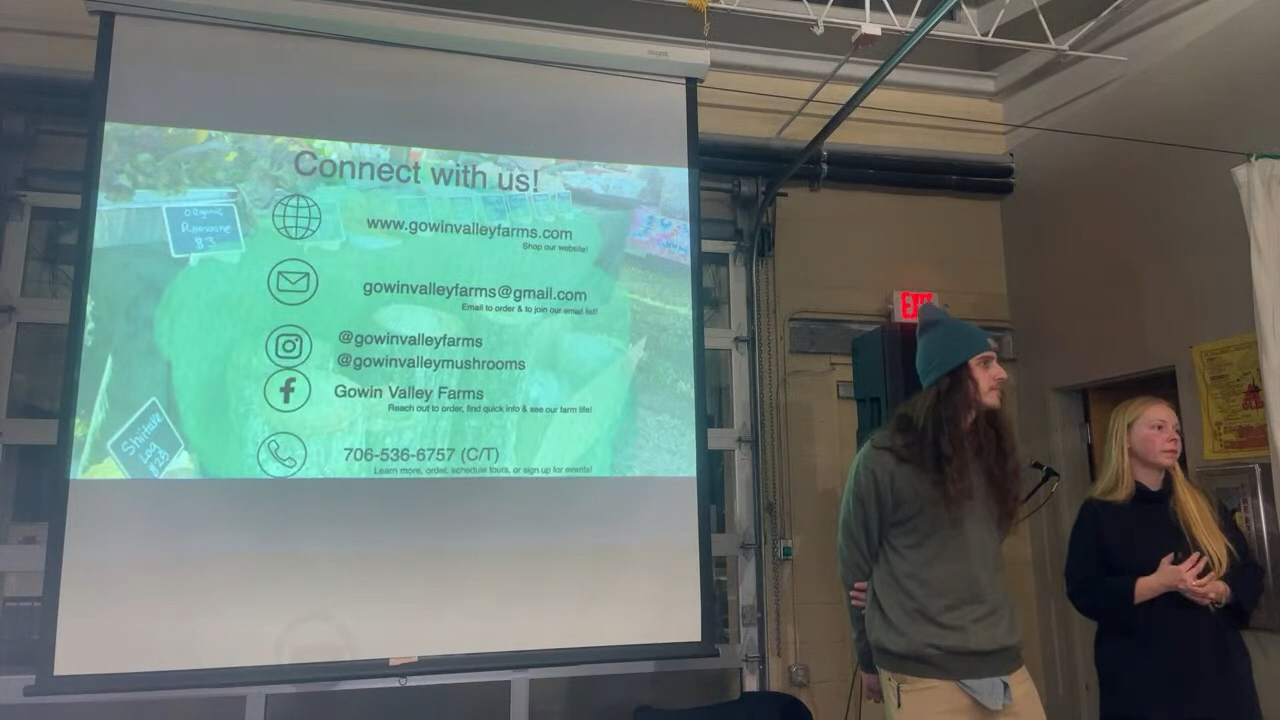 Connect with us!
www.gowinvalleyfarms.com
Shop our website!
gowinvalleyfarms@gmail.com
Email to order & to join our email list!
@gowinvalleyfarms
@gowinvalleymushrooms
Gowin Valley Farms
Reach out to order, find quick info & see our farm life!
706-536-6757 (C/T)
Learn more, order, schedule tours, or sign up for events!
Organic
Romaine
$3
Shiitake
Log
$25
EXIT